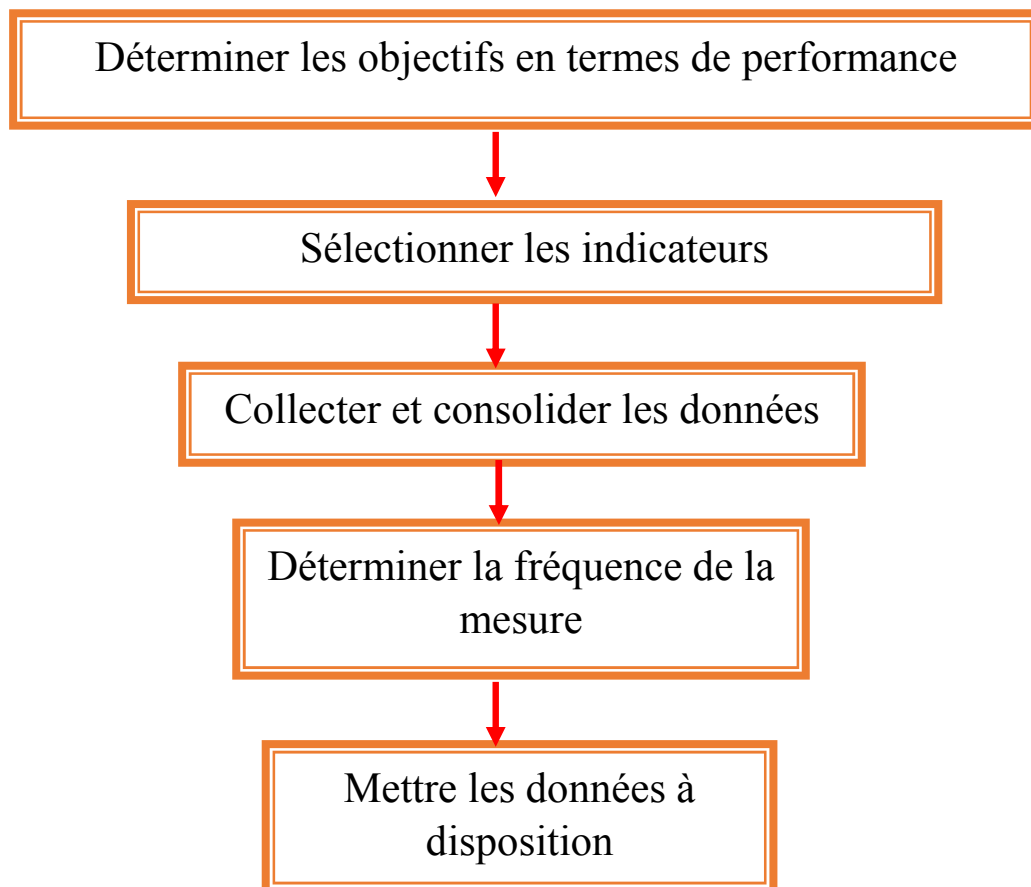 Déterminer les objectifs en termes de performance
Sélectionner les indicateurs
Collecter et consolider les données
Déterminer la fréquence de la
mesure
Mettre les données à
disposition